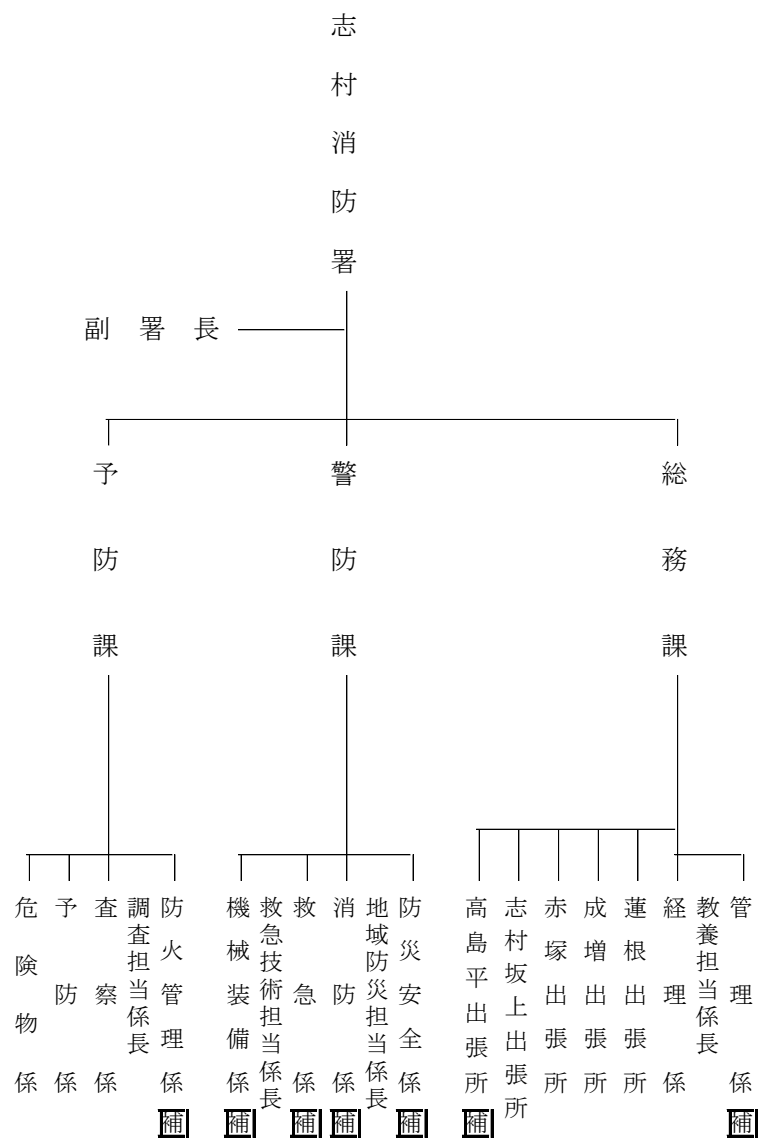 志村消防署
副署長
総務課
警防課
予防課
管理係補
教養担当係長
経理係
蓮根出張所
成増出張所
赤塚出張所
志村坂上出張所
高島平出張所補
防災安全係補
地域防災担当係長
消防係補
救急係補
救急技術担当係長
機械装備係補
防火管理係補
調査担当係長
査察係
予防係
危険物係